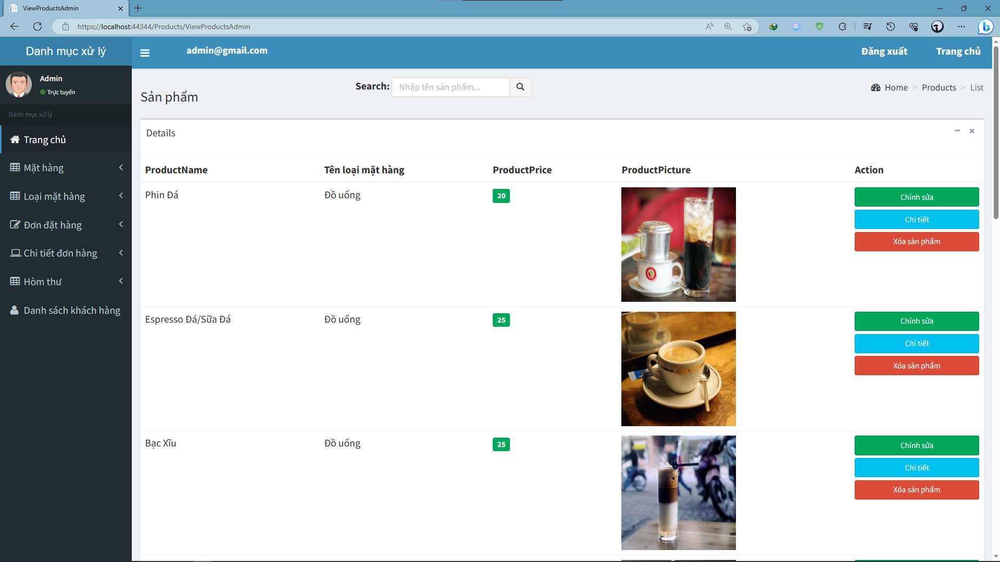 ViewProductsAdmin
https://localhost:44344/Products/ViewProductsAdmin
Danh mục xử lý
admin@gmail.com
Đăng xuất
Trang chủ
Admin
Trực tuyến
Danh mục xử lý
Trang chủ
Mặt hàng
Loại mặt hàng
Đơn đặt hàng
Chi tiết đơn hàng
Hòm thư
Danh sách khách hàng
Sản phẩm
Search: Nhập tên sản phẩm...
Home > Products > List
Details
ProductName Tên loại mặt hàng ProductPrice ProductPicture Action
Phin Đá Đồ uống 20
Chỉnh sửa
Chi tiết
Xóa sản phẩm
Espresso Đá/Sữa Đá Đồ uống 25
Chỉnh sửa
Chi tiết
Xóa sản phẩm
Bạc Xĩu Đồ uống 25
Chỉnh sửa
Chi tiết
Xóa sản phẩm